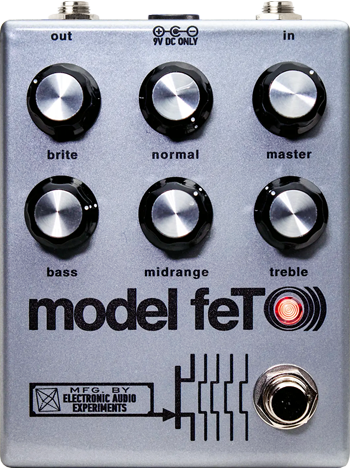 out
9V DC ONLY
in
brite
normal
master
bass
midrange
treble
model feT
MFG. BY
ELECTRONIC AUDIO
EXPERIMENTS